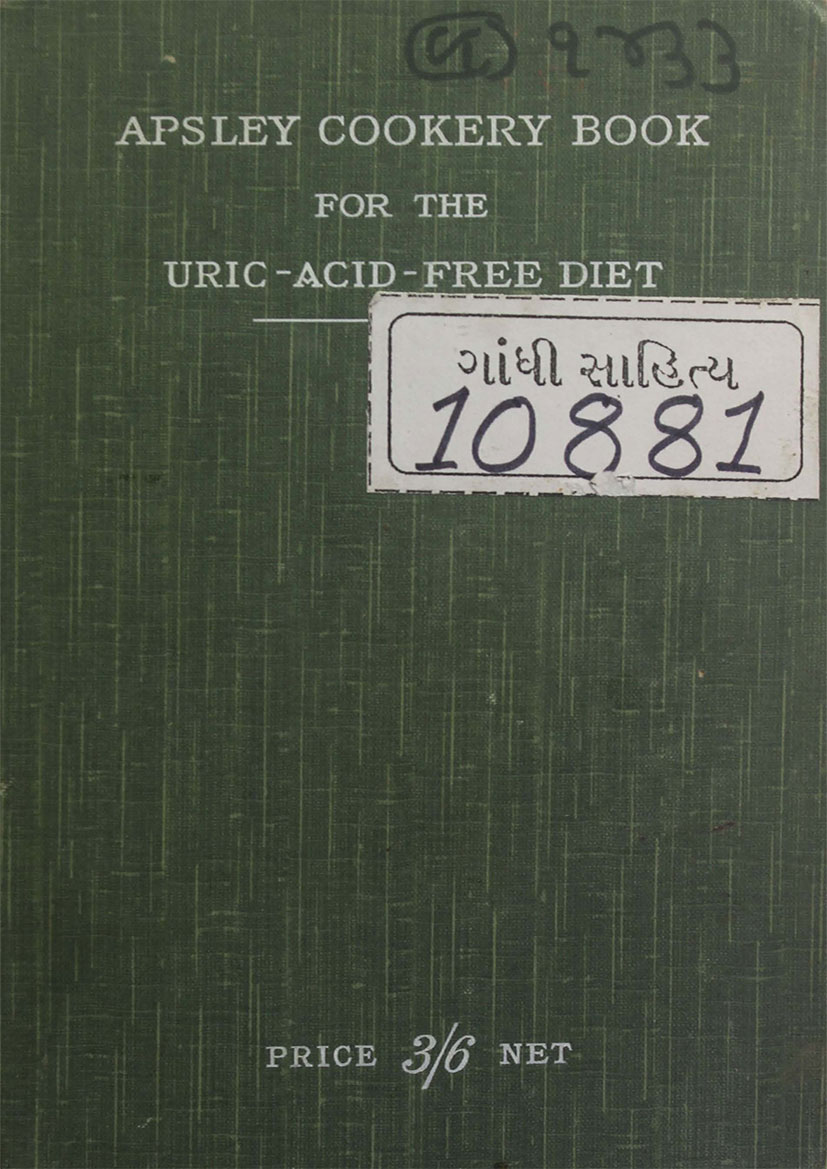 APSLEY COOKERY BOOK
FOR THE
URIC-ACID-FREE DIET
ગાંધી સાહિત્ય
10881
PRICE 3/6 NET